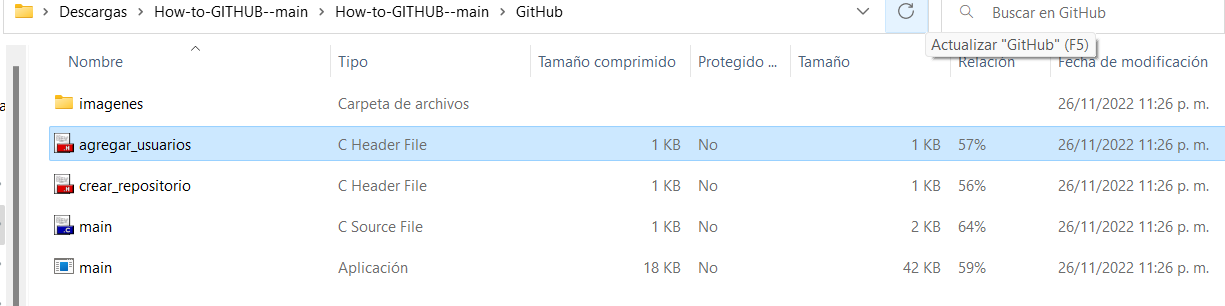 Descargas > How-to-GITHUB--main > How-to-GITHUB--main > GitHub
Buscar en GitHub
Actualizar "GitHub" (F5)
Nombre Tipo Tamaño comprimido Protegido ... Tamaño Relación Fecha de modificación
imagenes Carpeta de archivos 26/11/2022 11:26 p. m.
agregar_usuarios C Header File 1 KB No 1 KB 57% 26/11/2022 11:26 p. m.
crear_repositorio C Header File 1 KB No 1 KB 56% 26/11/2022 11:26 p. m.
main C Source File 1 KB No 2 KB 64% 26/11/2022 11:26 p. m.
main Aplicación 18 KB No 42 KB 59% 26/11/2022 11:26 p. m.